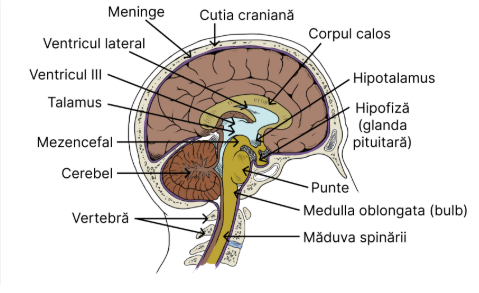 Meninge
Cutia craniană
Ventricul lateral
Corpul calos
Ventricul III
Hipotalamus
Talamus
Hipofiză
(glanda
pituitară)
Mezencefal
Cerebel
Punte
Vertebră
Medulla oblongata (bulb)
Măduva spinării